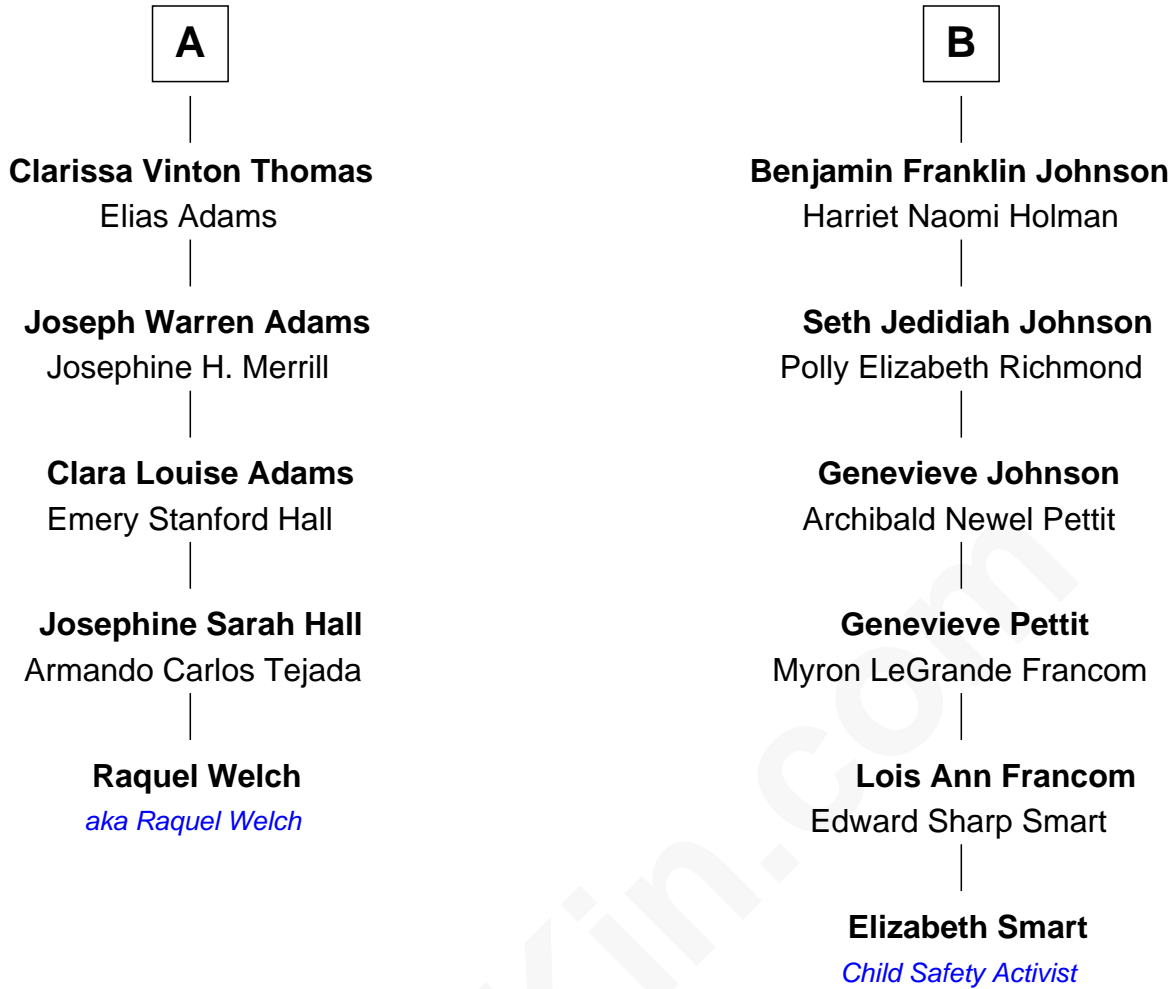 A
Clarissa Vinton Thomas
Elias Adams
Joseph Warren Adams
Josephine H. Merrill
Clara Louise Adams
Emery Stanford Hall
Josephine Sarah Hall
Armando Carlos Tejada
Raquel Welch
aka Raquel Welch
B
Benjamin Franklin Johnson
Harriet Naomi Holman
Seth Jedidiah Johnson
Polly Elizabeth Richmond
Genevieve Johnson
Archibald Newel Pettit
Genevieve Pettit
Myron LeGrande Francom
Lois Ann Francom
Edward Sharp Smart
Elizabeth Smart
Child Safety Activist
Kin.com